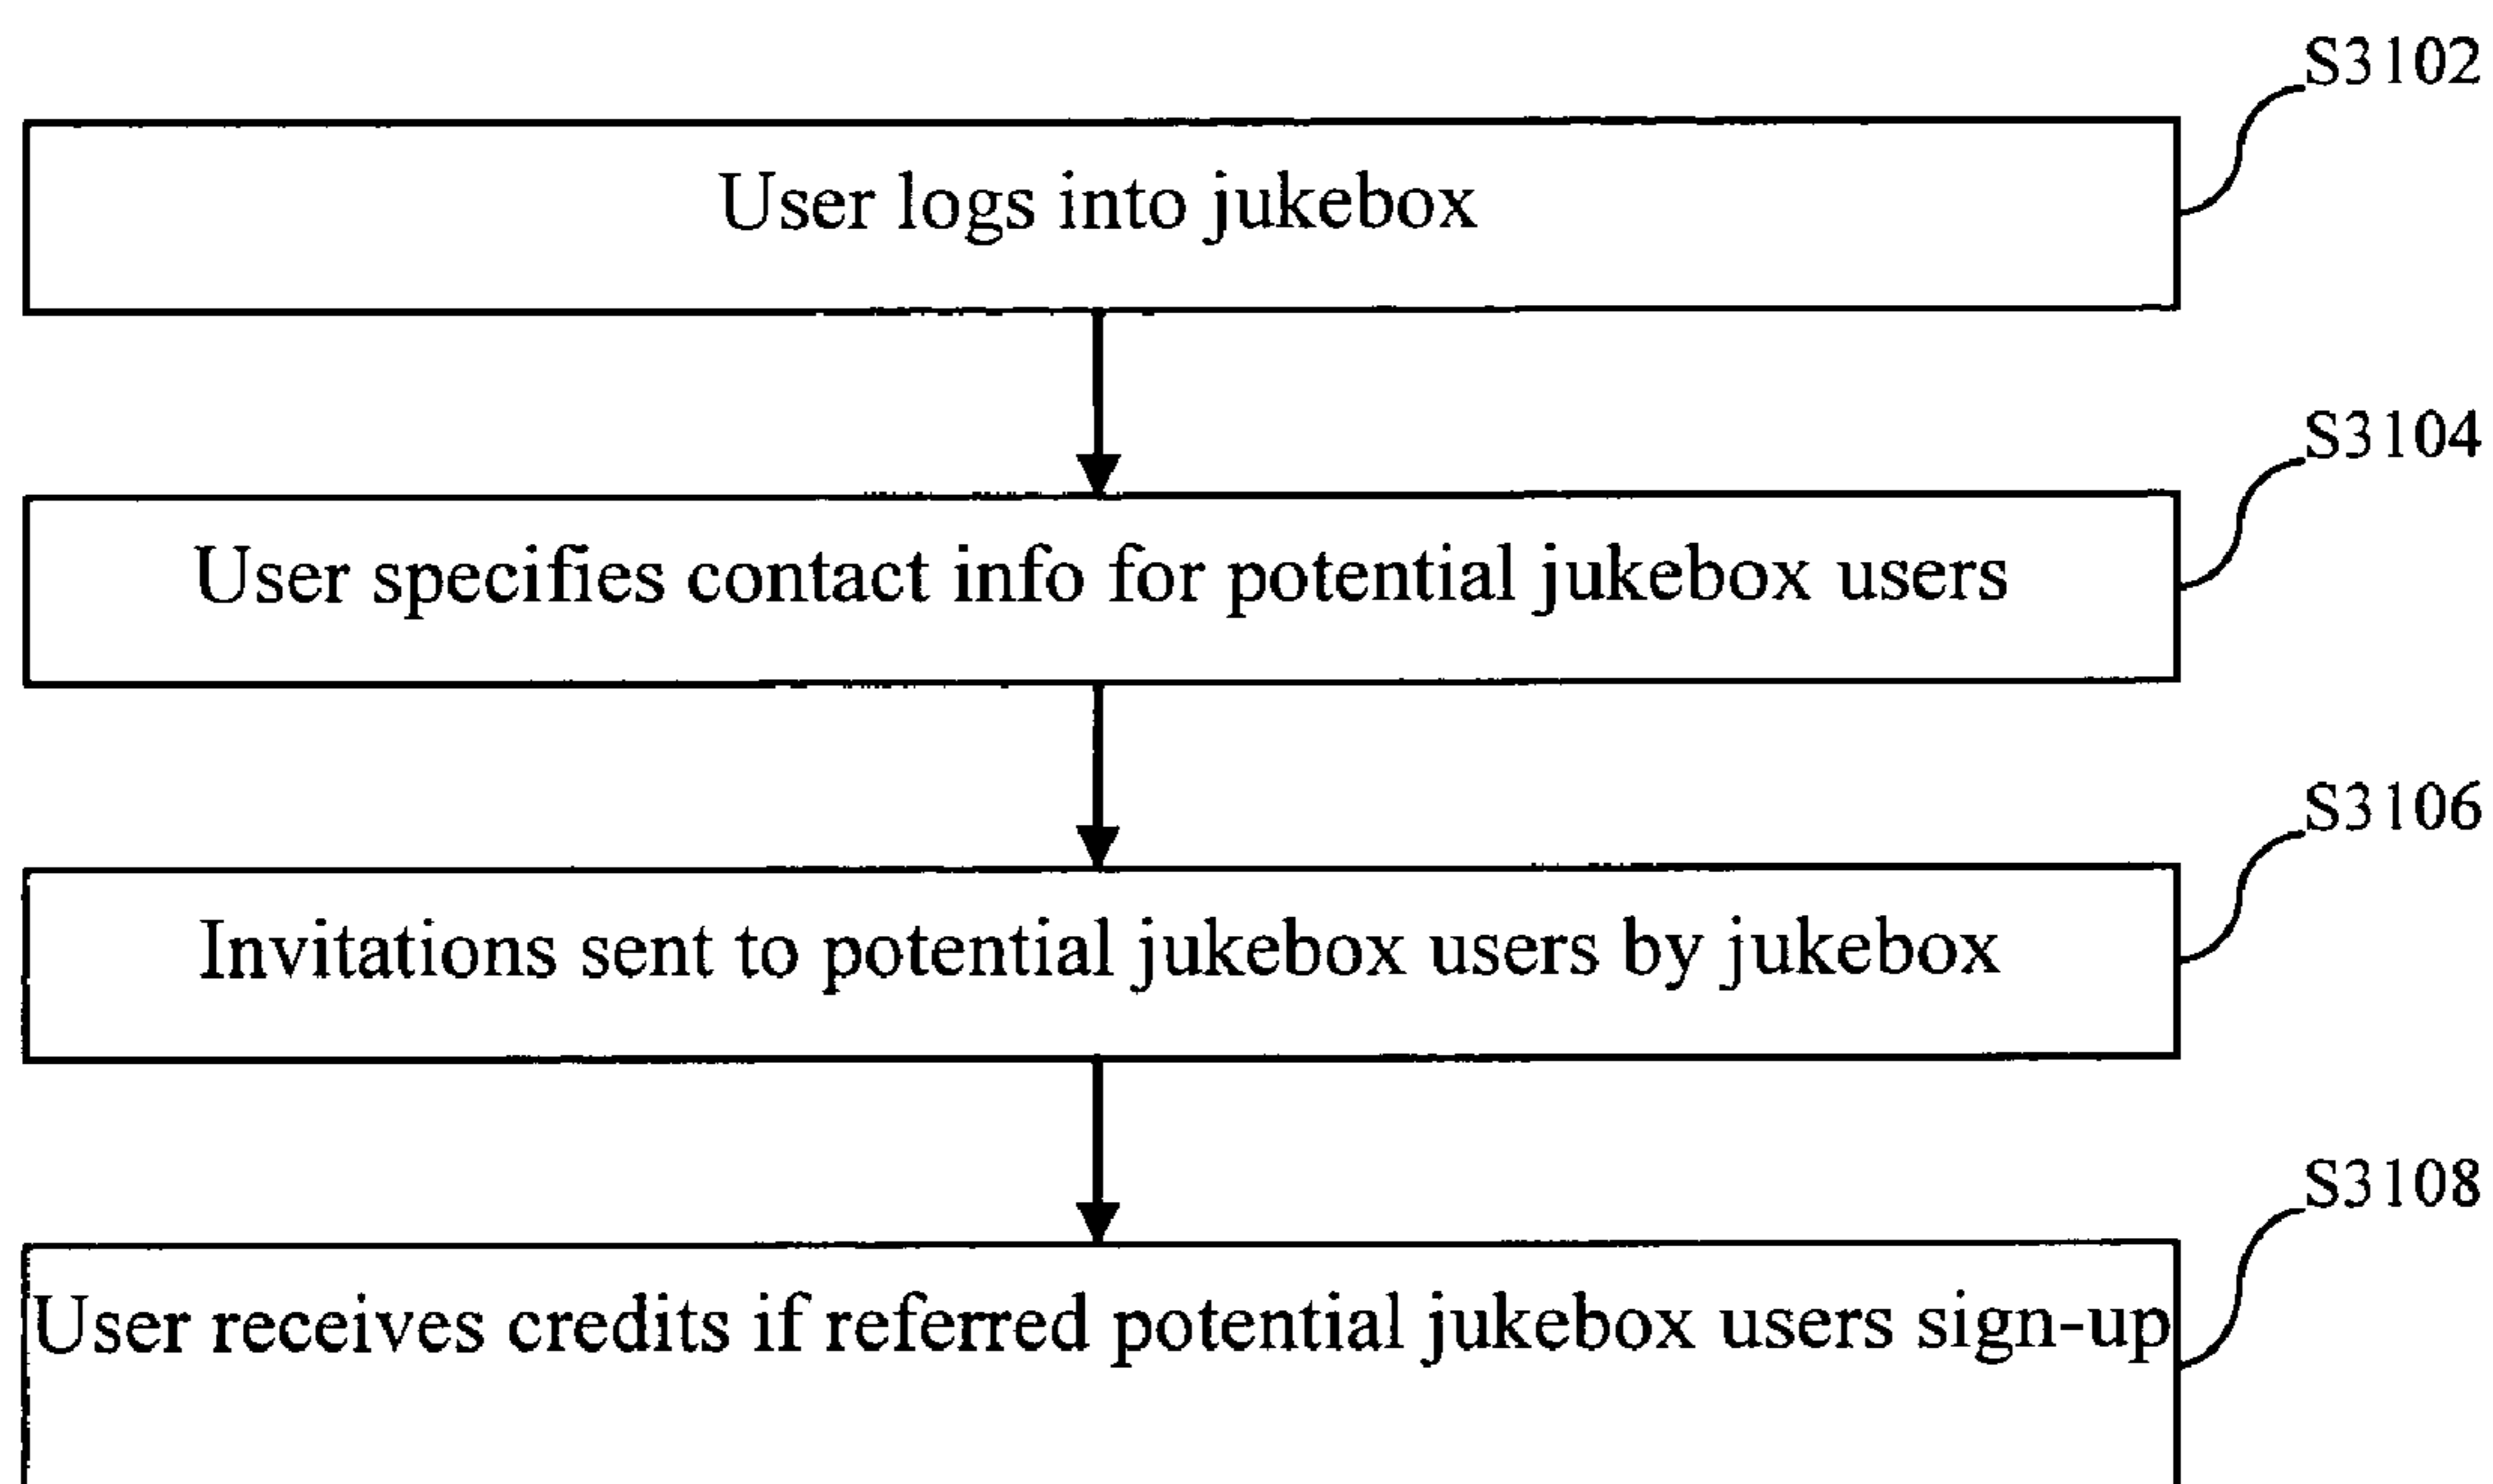 S3102
User logs into jukebox
S3104
User specifies contact info for potential jukebox users
S3106
Invitations sent to potential jukebox users by jukebox
S3108
User receives credits if referred potential jukebox users sign-up